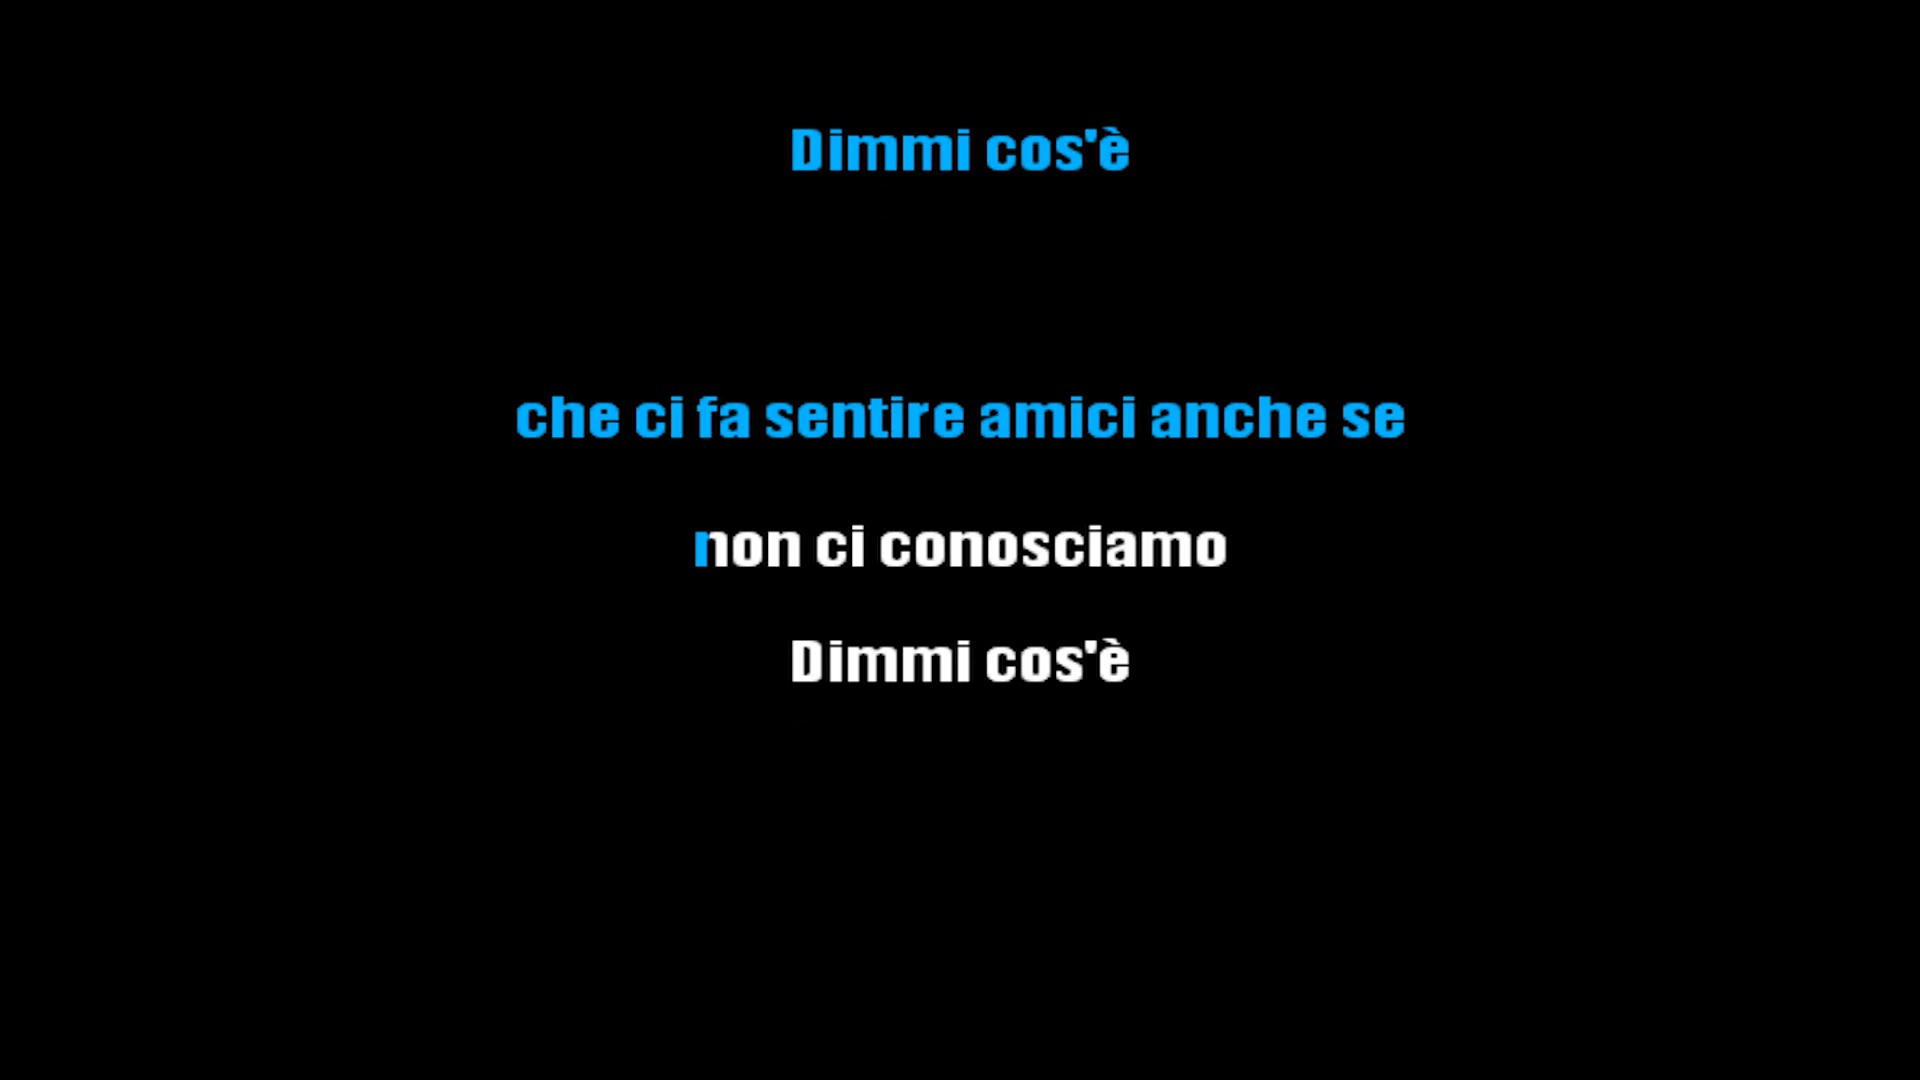 Dimmi cos'è
che ci fa sentire amici anche se
non ci conosciamo
Dimmi cos'è